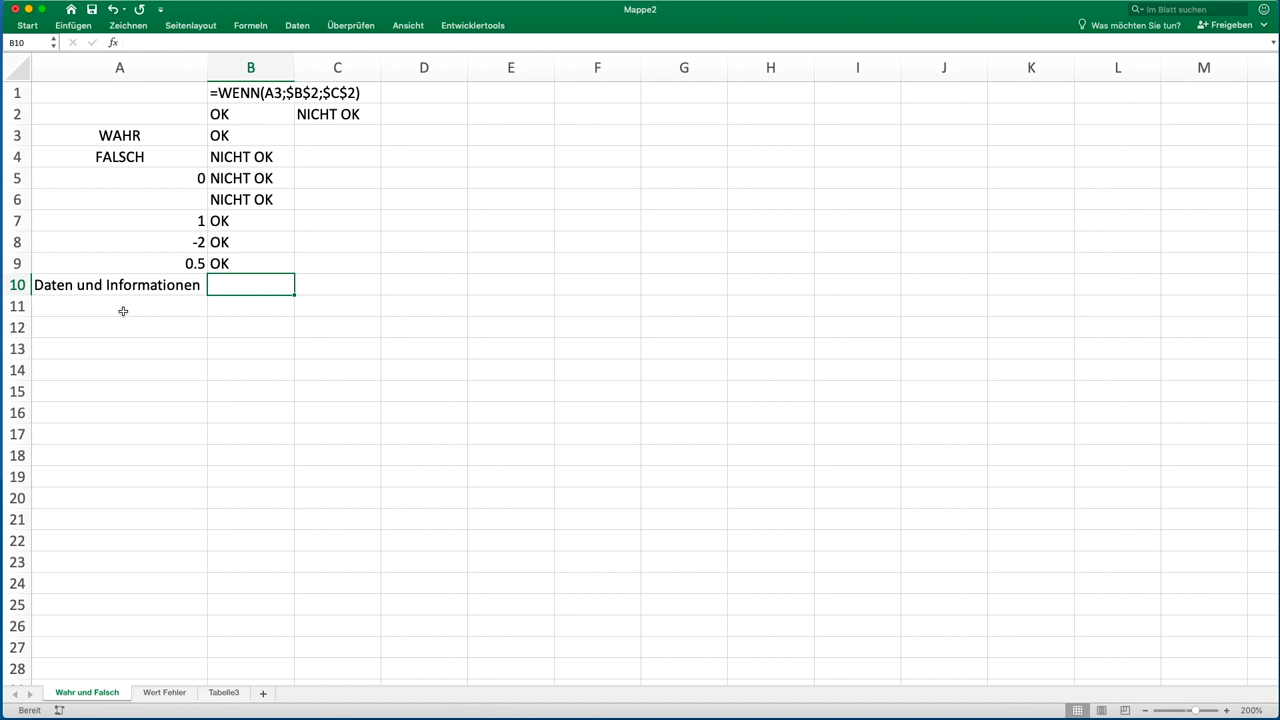 Mappe2
Im Blatt suchen
Start Einfügen Zeichnen Seitenlayout Formeln Daten Überprüfen Ansicht Entwicklertools Was möchten Sie tun? Freigeben
B10 fx
A B C D E F G H I J K L M
1 =WENN(A3;$B$2;$C$2)
2 OK NICHT OK
3 WAHR OK
4 FALSCH NICHT OK
5 0 NICHT OK
6 NICHT OK
7 1 OK
8 -2 OK
9 0.5 OK
10 Daten und Informationen
11
12
13
14
15
16
17
18
19
20
21
22
23
24
25
26
27
28
Wahr und Falsch Wert Fehler Tabelle3 +
Bereit 200%